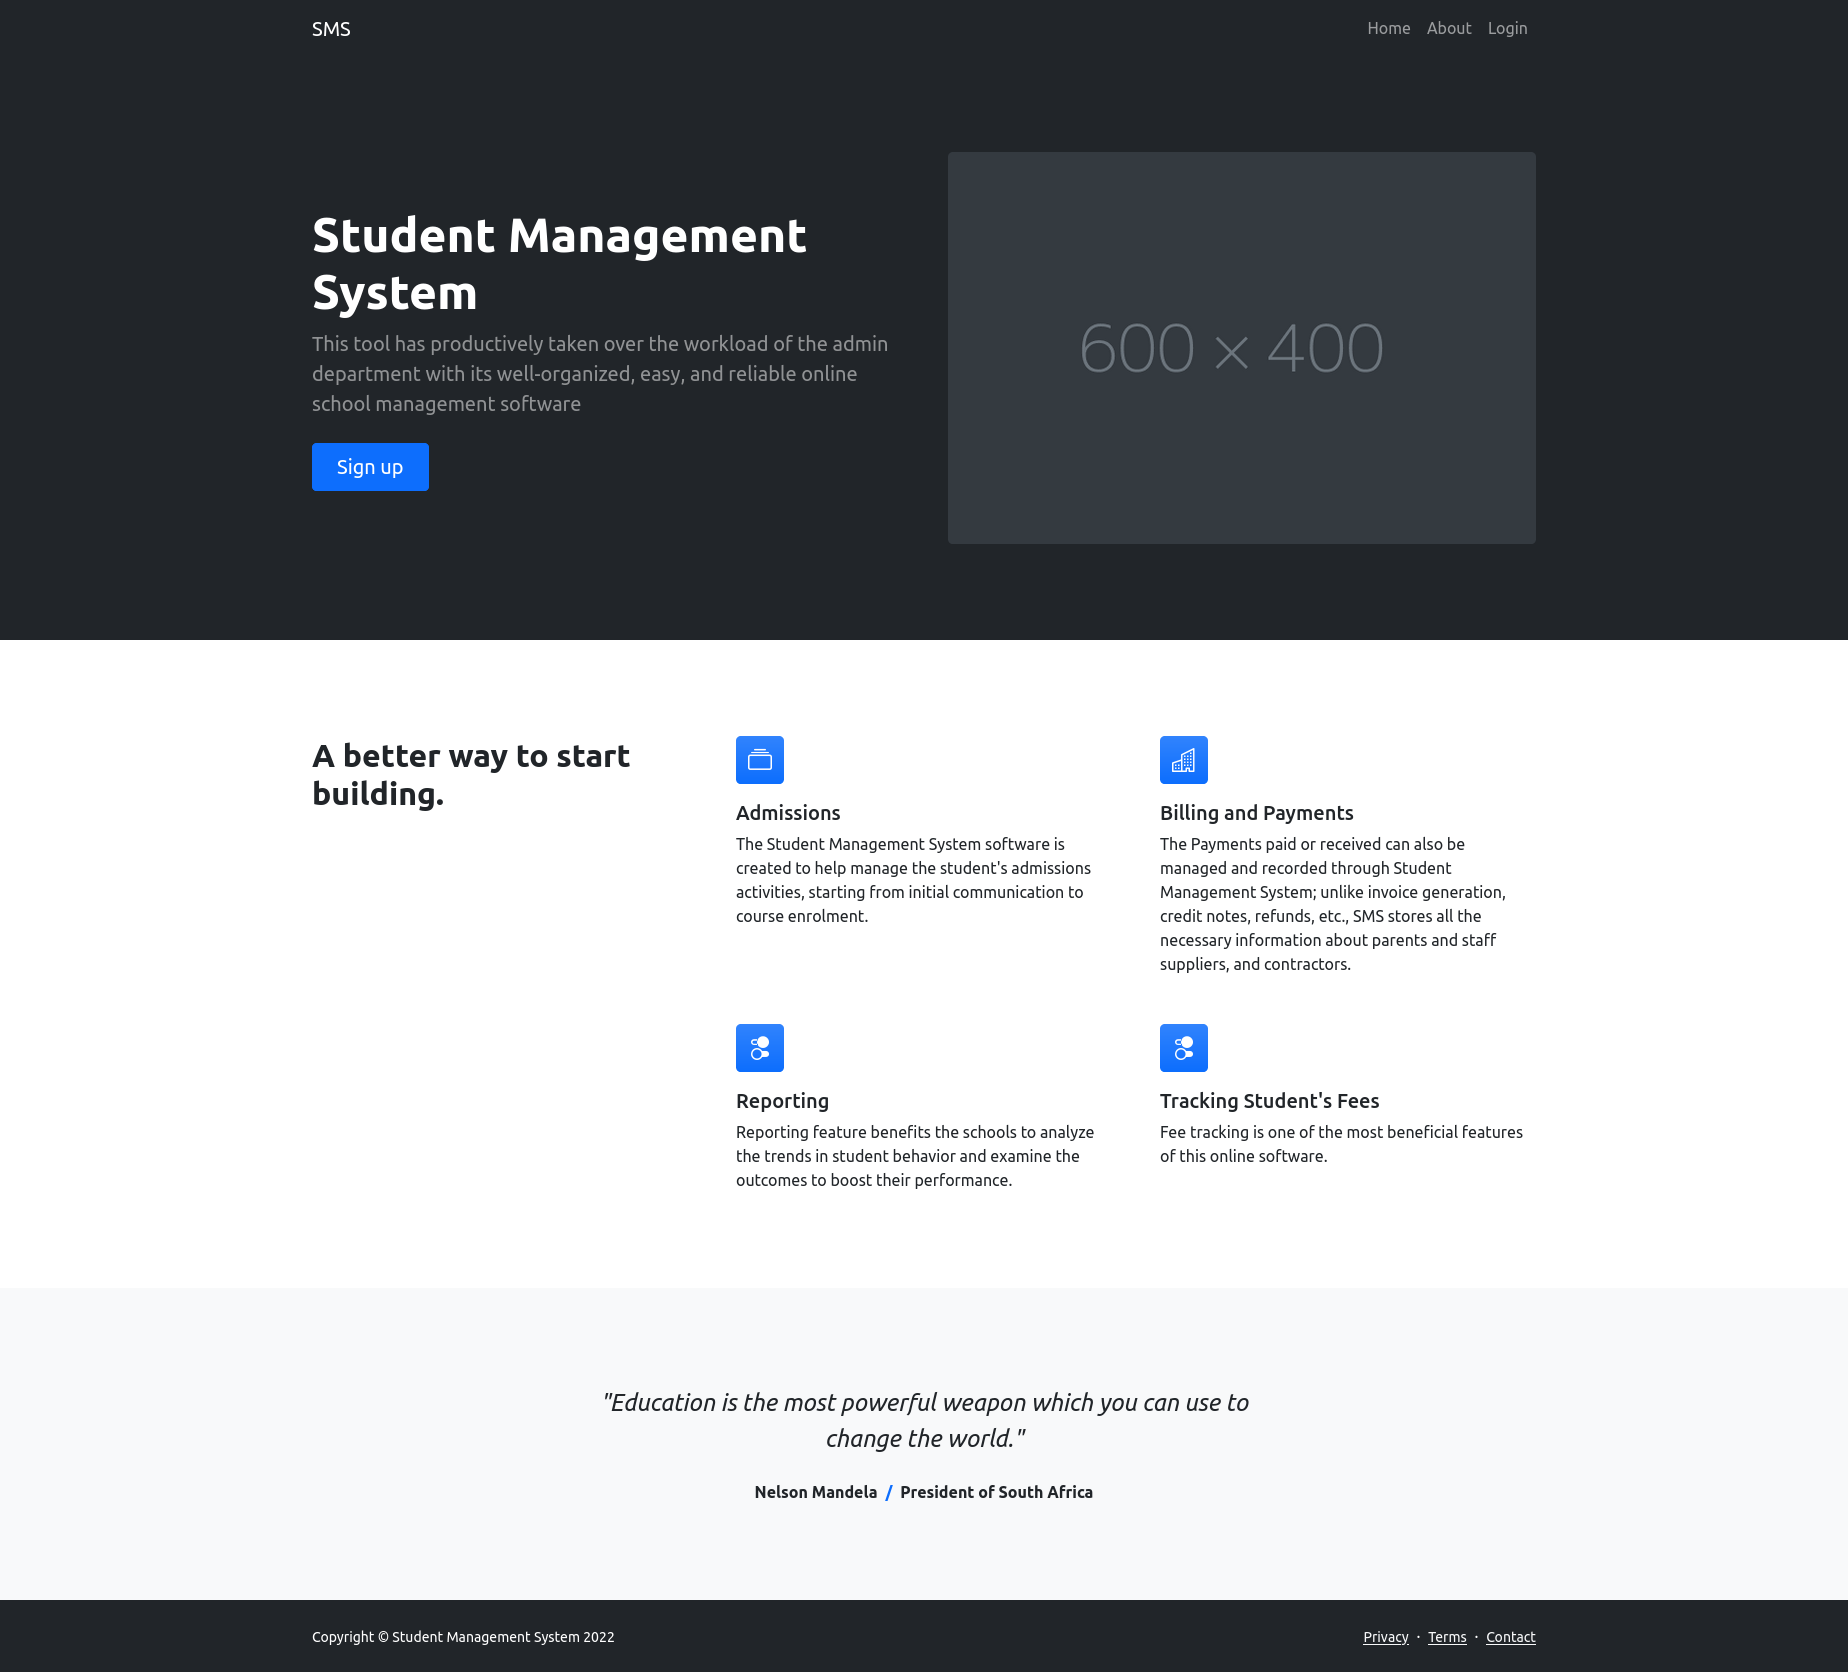 SMS
Home About Login
Student Management
System
This tool has productively taken over the workload of the admin
department with its well-organized, easy, and reliable online
school management software
Sign up
600 × 400
A better way to start
building.
Admissions
The Student Management System software is
created to help manage the student's admissions
activities, starting from initial communication to
course enrolment.
Billing and Payments
The Payments paid or received can also be
managed and recorded through Student
Management System; unlike invoice generation,
credit notes, refunds, etc., SMS stores all the
necessary information about parents and staff
suppliers, and contractors.
Reporting
Reporting feature benefits the schools to analyze
the trends in student behavior and examine the
outcomes to boost their performance.
Tracking Student's Fees
Fee tracking is one of the most beneficial features
of this online software.
"Education is the most powerful weapon which you can use to
change the world."
Nelson Mandela / President of South Africa
Copyright © Student Management System 2022
Privacy · Terms · Contact